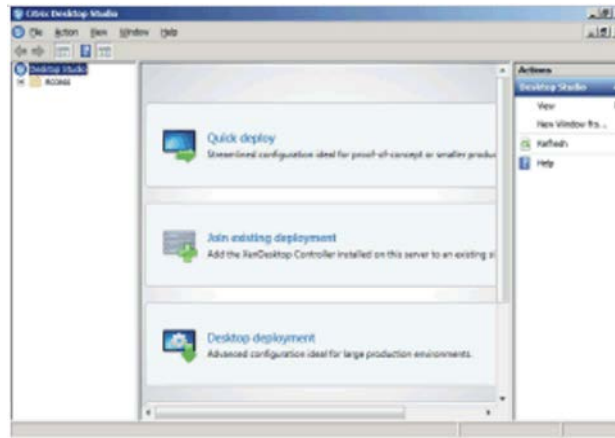 Citrix Desktop Studio
File Action View Window Help
Desktop Studio
Access
Quick deploy
Streamlined configuration ideal for proof-of-concept or smaller produ
Join existing deployment
Add the XenDesktop Controller installed on this server to an existing si
Desktop deployment
Advanced configuration ideal for large production environments.
Actions
Desktop Studio
View
New Window fro...
Refresh
Help